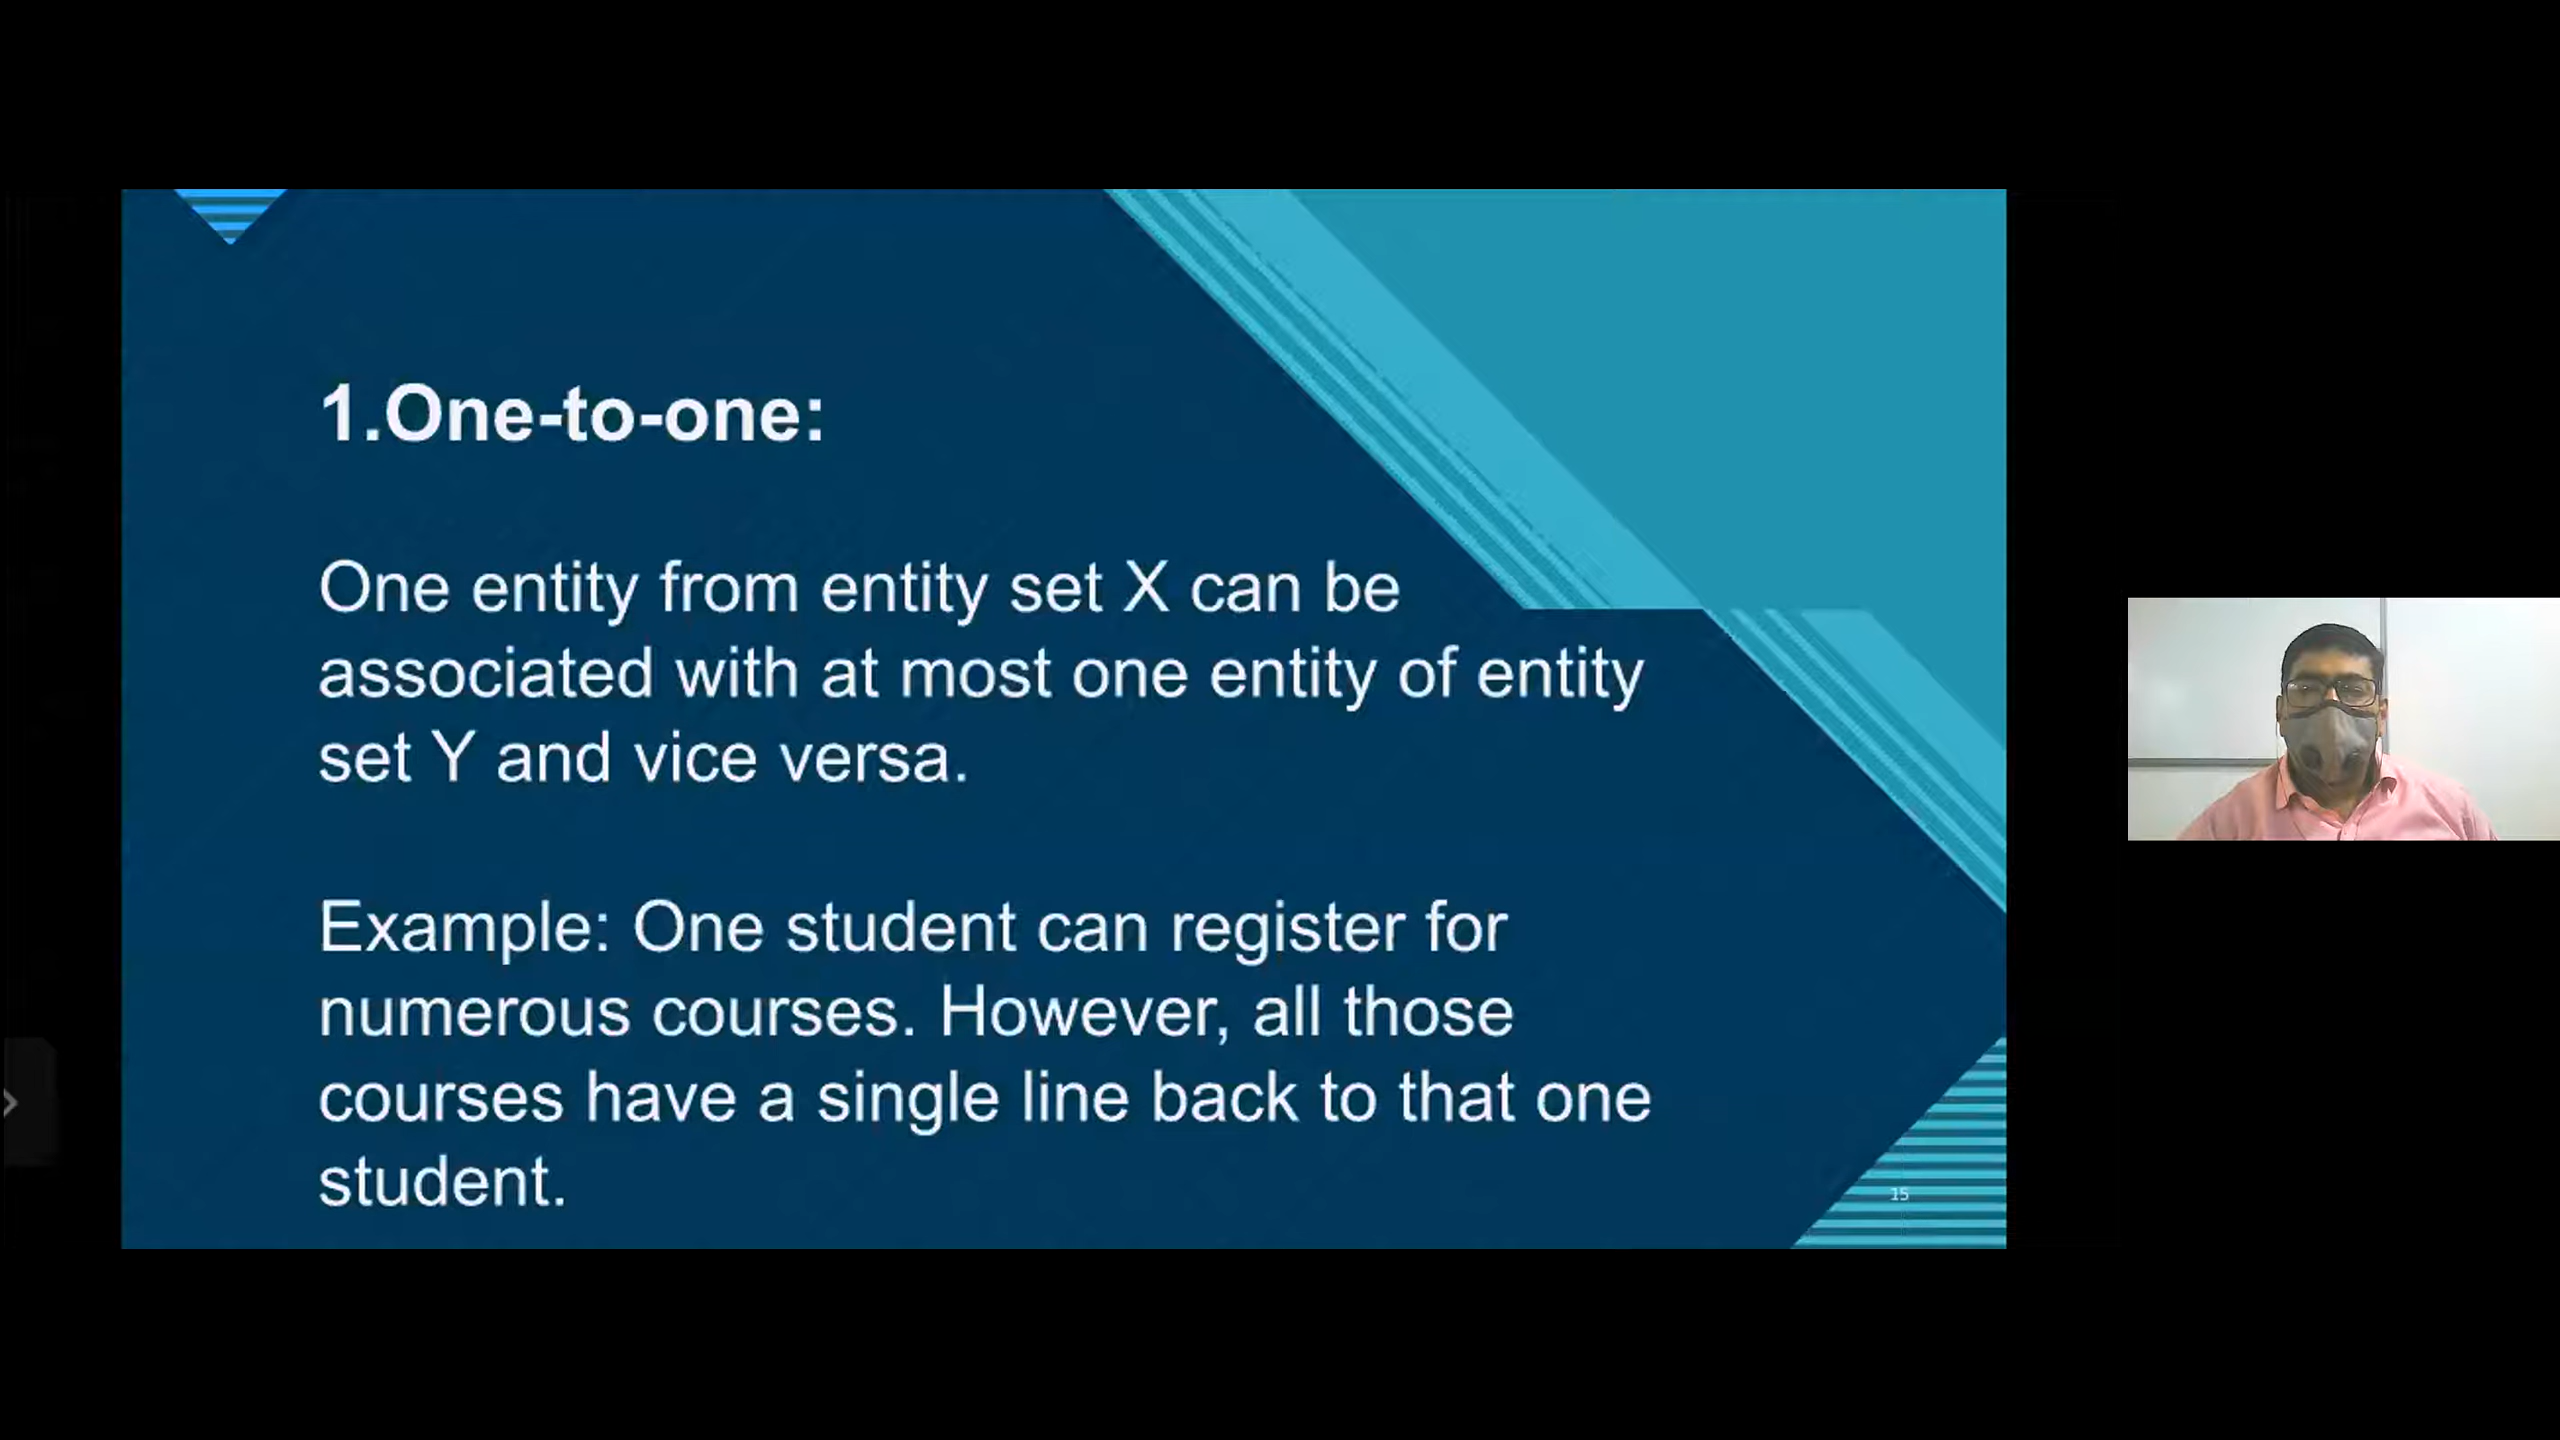 1.One-to-one:
One entity from entity set X can be
associated with at most one entity of entity
set Y and vice versa.
Example: One student can register for
numerous courses. However, all those
courses have a single line back to that one
student.
15